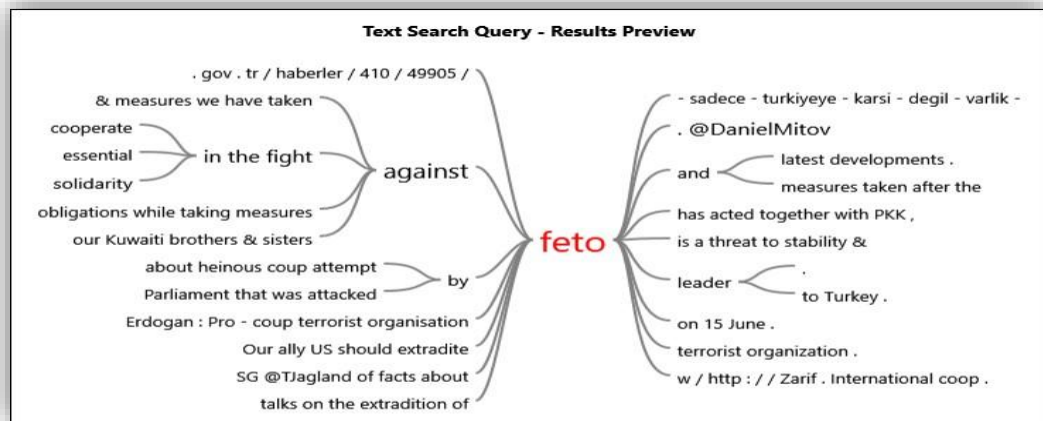 Text Search Query - Results Preview
. gov . tr / haberler / 410 / 49905 /
& measures we have taken
cooperate
essential
solidarity
in the fight
obligations while taking measures
our Kuwaiti brothers & sisters
against
about heinous coup attempt
Parliament that was attacked
by
Erdogan : Pro - coup terrorist organisation
Our ally US should extradite
SG @TJagland of facts about
talks on the extradition of
feto
- sadece - turkiyeye - karsi - degil - varlik -
. @DanielMitov
and
latest developments .
measures taken after the
has acted together with PKK ,
is a threat to stability &
leader
.
to Turkey .
on 15 June .
terrorist organization .
w / http : / / Zarif . International coop .